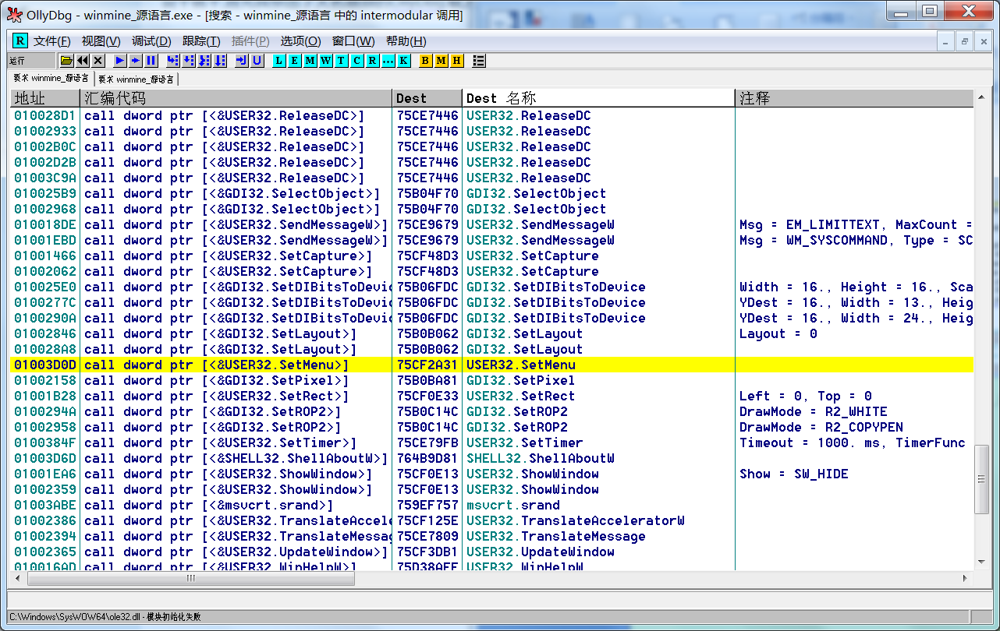 OllyDbg - winmine_源语言.exe - [搜索 - winmine_源语言 中的 intermodular 调用]
R 文件(F) 视图(V) 调试(D) 跟踪(T) 插件(P) 选项(O) 窗口(W) 帮助(H)
运行 U L E M W T C R ... K B M H
要求 winmine_源语言 要求 winmine_源语言
地址 汇编代码 Dest Dest 名称 注释
010028D1 call dword ptr [<&USER32.ReleaseDC>] 75CE7446 USER32.ReleaseDC
01002933 call dword ptr [<&USER32.ReleaseDC>] 75CE7446 USER32.ReleaseDC
01002B0C call dword ptr [<&USER32.ReleaseDC>] 75CE7446 USER32.ReleaseDC
01002D2B call dword ptr [<&USER32.ReleaseDC>] 75CE7446 USER32.ReleaseDC
01003C9A call dword ptr [<&USER32.ReleaseDC>] 75CE7446 USER32.ReleaseDC
010025B9 call dword ptr [<&GDI32.SelectObject>] 75B04F70 GDI32.SelectObject
01002968 call dword ptr [<&GDI32.SelectObject>] 75B04F70 GDI32.SelectObject
010018DE call dword ptr [<&USER32.SendMessageW>] 75CE9679 USER32.SendMessageW Msg = EM_LIMITTEXT, MaxCount =
01001EBD call dword ptr [<&USER32.SendMessageW>] 75CE9679 USER32.SendMessageW Msg = WM_SYSCOMMAND, Type = SC
01001466 call dword ptr [<&USER32.SetCapture>] 75CF48D3 USER32.SetCapture
01002062 call dword ptr [<&USER32.SetCapture>] 75CF48D3 USER32.SetCapture
010025E0 call dword ptr [<&GDI32.SetDIBitsToDevic 75B06FDC GDI32.SetDIBitsToDevice Width = 16., Height = 16., Sca
0100277C call dword ptr [<&GDI32.SetDIBitsToDevic 75B06FDC GDI32.SetDIBitsToDevice YDest = 16., Width = 13., Heig
0100290A call dword ptr [<&GDI32.SetDIBitsToDevic 75B06FDC GDI32.SetDIBitsToDevice YDest = 16., Width = 24., Heig
01002846 call dword ptr [<&GDI32.SetLayout>] 75B0B062 GDI32.SetLayout Layout = 0
010028A8 call dword ptr [<&GDI32.SetLayout>] 75B0B062 GDI32.SetLayout
01003D0D call dword ptr [<&USER32.SetMenu>] 75CF2A31 USER32.SetMenu
01002158 call dword ptr [<&GDI32.SetPixel>] 75B0BA81 GDI32.SetPixel
01001B28 call dword ptr [<&USER32.SetRect>] 75CF0E33 USER32.SetRect Left = 0, Top = 0
0100294A call dword ptr [<&GDI32.SetROP2>] 75B0C14C GDI32.SetROP2 DrawMode = R2_WHITE
01002958 call dword ptr [<&GDI32.SetROP2>] 75B0C14C GDI32.SetROP2 DrawMode = R2_COPYPEN
0100384F call dword ptr [<&USER32.SetTimer>] 75CE79FB USER32.SetTimer Timeout = 1000. ms, TimerFunc
01003D6D call dword ptr [<&SHELL32.ShellAboutW>] 764B9D81 SHELL32.ShellAboutW
01001EA6 call dword ptr [<&USER32.ShowWindow>] 75CF0E13 USER32.ShowWindow Show = SW_HIDE
01002359 call dword ptr [<&USER32.ShowWindow>] 75CF0E13 USER32.ShowWindow
01003ABE call dword ptr [<&msvcrt.srand>] 759EF757 msvcrt.srand
01002386 call dword ptr [<&USER32.TranslateAccele 75CF125E USER32.TranslateAcceleratorW
01002394 call dword ptr [<&USER32.TranslateMessag 75CE7809 USER32.TranslateMessage
01002365 call dword ptr [<&USER32.UpdateWindow>] 75CF3DB1 USER32.UpdateWindow
010016AD call dword ptr [<&USER32.WinHelpW>] 75D38AFF USER32.WinHelpW
C:\Windows\SysWOW64\ole32.dll - 模块初始化失败